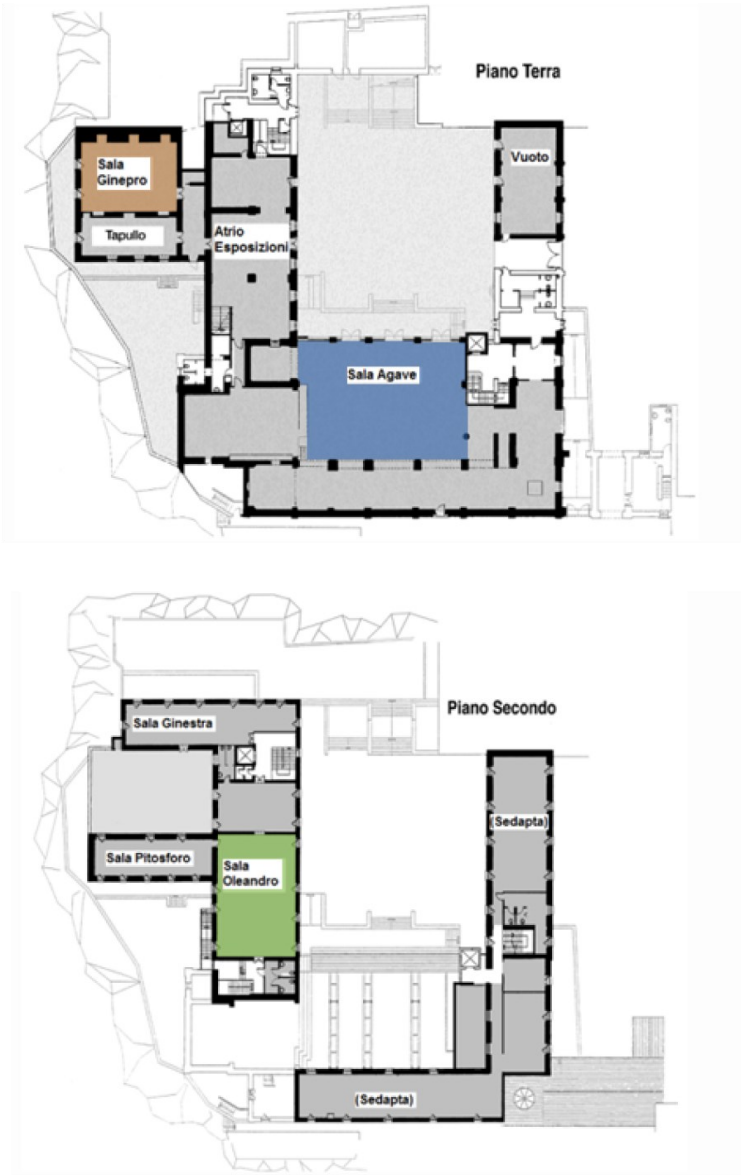 Piano Terra
Sala
Ginepro
Vuoto
Tapullo
Atrio
Esposizioni
Sala Agave
Piano Secondo
Sala Ginestra
(Sedapta)
Sala Pitosforo
Sala
Oleandro
(Sedapta)